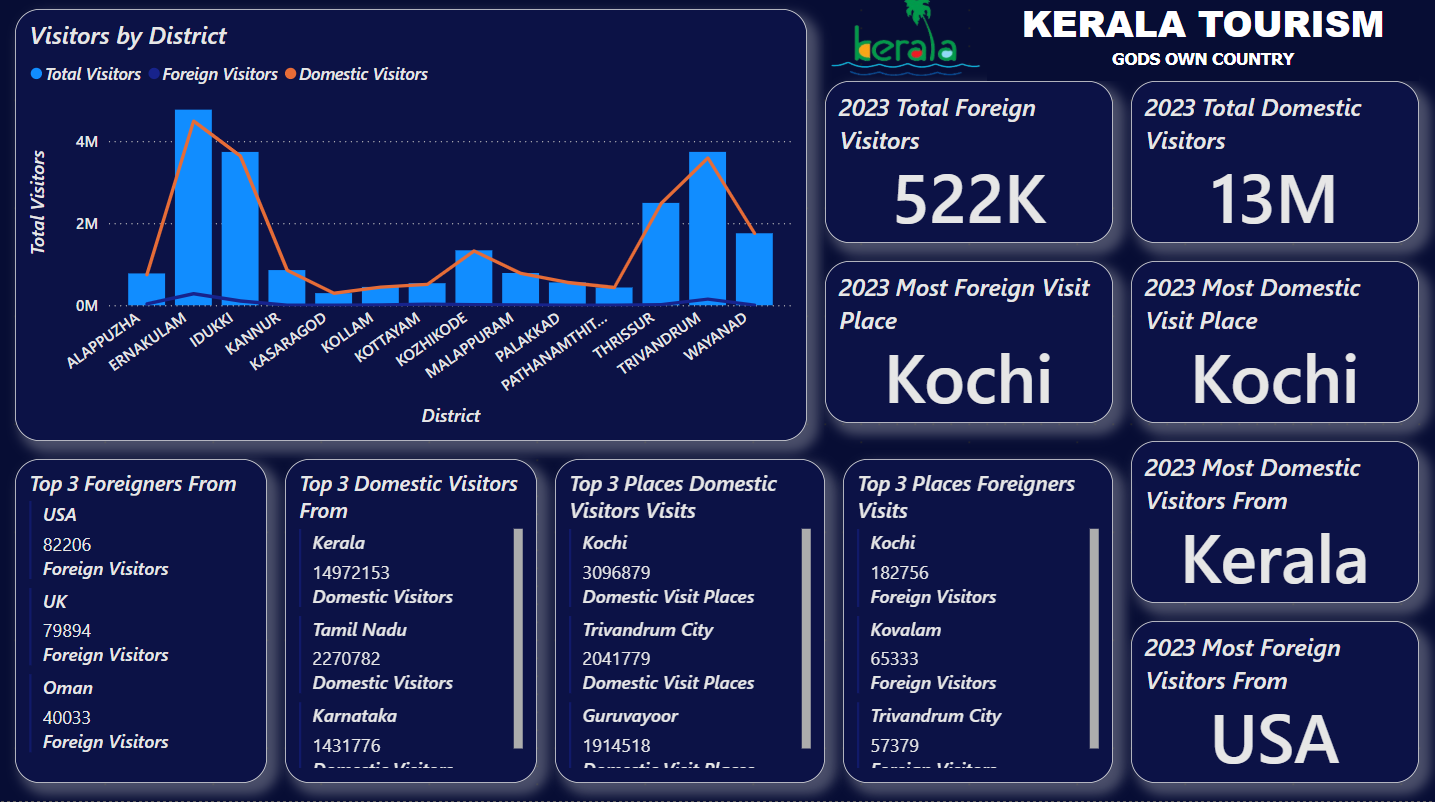 Visitors by District
Total Visitors
Foreign Visitors
Domestic Visitors
Total Visitors
4M
2M
0M
ALAPPUZHA
ERNAKULAM
IDUKKI
KANNUR
KASARAGOD
KOLLAM
KOTTAYAM
KOZHIKODE
MALAPPURAM
PALAKKAD
PATHANAMTHIT...
THRISSUR
TRIVANDRUM
WAYANAD
District
kerala
KERALA TOURISM
GODS OWN COUNTRY
2023 Total Foreign
Visitors
522K
2023 Total Domestic
Visitors
13M
2023 Most Foreign Visit
Place
Kochi
2023 Most Domestic
Visit Place
Kochi
Top 3 Foreigners From
USA
82206
Foreign Visitors
UK
79894
Foreign Visitors
Oman
40033
Foreign Visitors
Top 3 Domestic Visitors
From
Kerala
14972153
Domestic Visitors
Tamil Nadu
2270782
Domestic Visitors
Karnataka
1431776
Domestic Visitors
Top 3 Places Domestic
Visitors Visits
Kochi
3096879
Domestic Visit Places
Trivandrum City
2041779
Domestic Visit Places
Guruvayoor
1914518
Domestic Visit Places
Top 3 Places Foreigners
Visits
Kochi
182756
Foreign Visitors
Kovalam
65333
Foreign Visitors
Trivandrum City
57379
Foreign Visitors
2023 Most Domestic
Visitors From
Kerala
2023 Most Foreign
Visitors From
USA